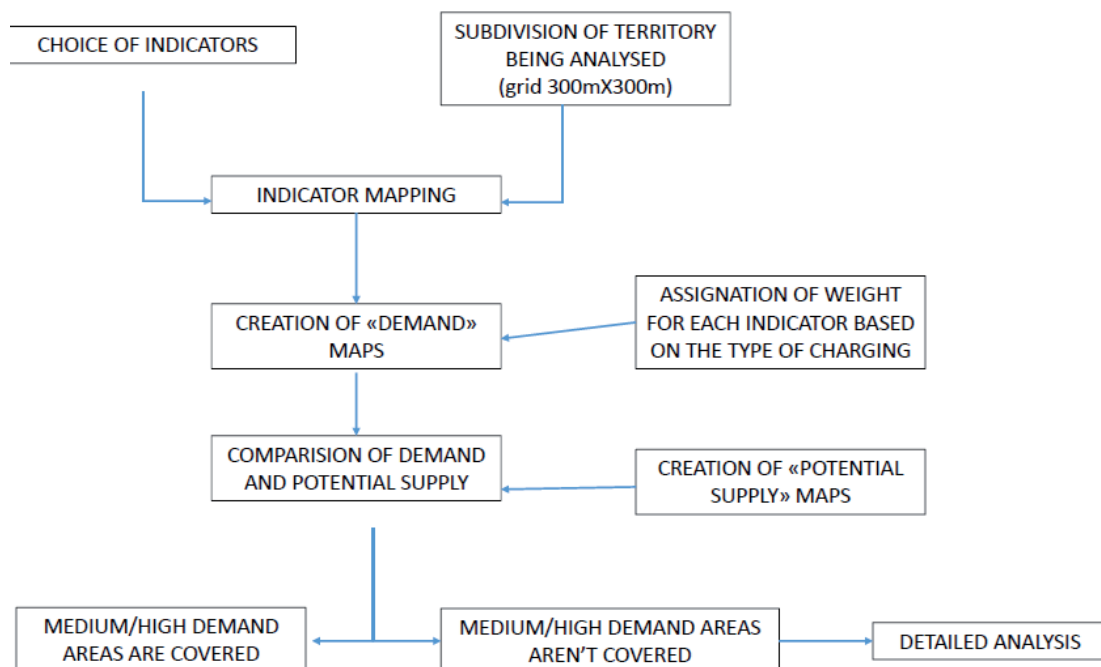 CHOICE OF INDICATORS
SUBDIVISION OF TERRITORY
BEING ANALYSED
(grid 300mX300m)
INDICATOR MAPPING
CREATION OF «DEMAND»
MAPS
ASSIGNATION OF WEIGHT
FOR EACH INDICATOR BASED
ON THE TYPE OF CHARGING
COMPARISION OF DEMAND
AND POTENTIAL SUPPLY
CREATION OF «POTENTIAL
SUPPLY» MAPS
MEDIUM/HIGH DEMAND
AREAS ARE COVERED
MEDIUM/HIGH DEMAND AREAS
AREN'T COVERED
DETAILED ANALYSIS